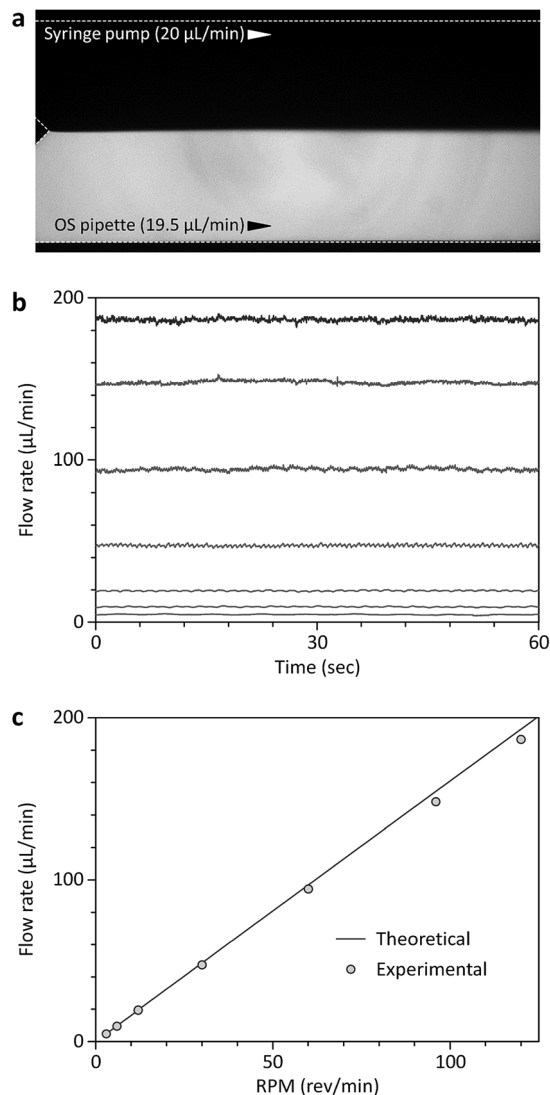 a
Syringe pump (20 µL/min)
OS pipette (19.5 µL/min)
b
200
100
0
Flow rate (µL/min)
0 30 60
Time (sec)
c
200
100
0
Flow rate (µL/min)
Theoretical
Experimental
0 50 100
RPM (rev/min)